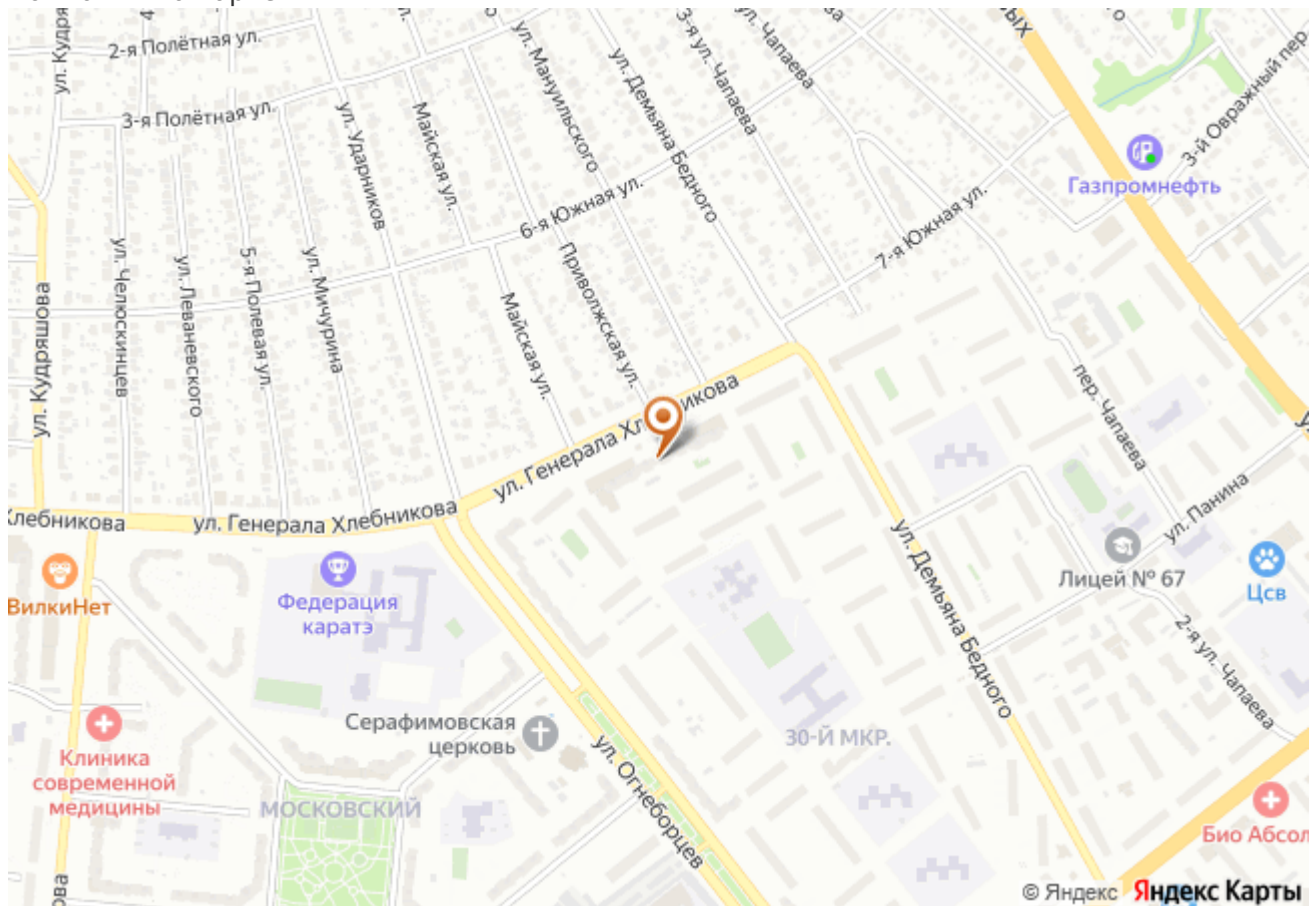 2-я Полётная ул.
ул. Мануильского
3-я ул. Чапаева
ул. Чапаева
ул. Демьяна Бедного
3-й Овражный пер.
3-я Полётная ул.
ул. Ударников
Майская ул.
Газпромнефть
6-я Южная ул.
7-я Южная ул.
ул. Кудряшова
ул. Челюскинцев
ул. Леваневского
5-я Полевая ул.
ул. Мичурина
Майская ул.
Приволжская ул.
пер. Чапаева
ул. Генерала Хл
икова
Хлебникова
ул. Генерала Хлебникова
ул. Панина
ВилкиНет
Федерация
каратэ
ул. Демьяна Бедного
Лицей № 67
Цсв
2-я ул. Чапаева
Серафимовская
церковь
30-Й МКР.
Клиника
современной
медицины
МОСКОВСКИЙ
ул. Огнеборцев
Био Абсол
© Яндекс Яндекс Карты